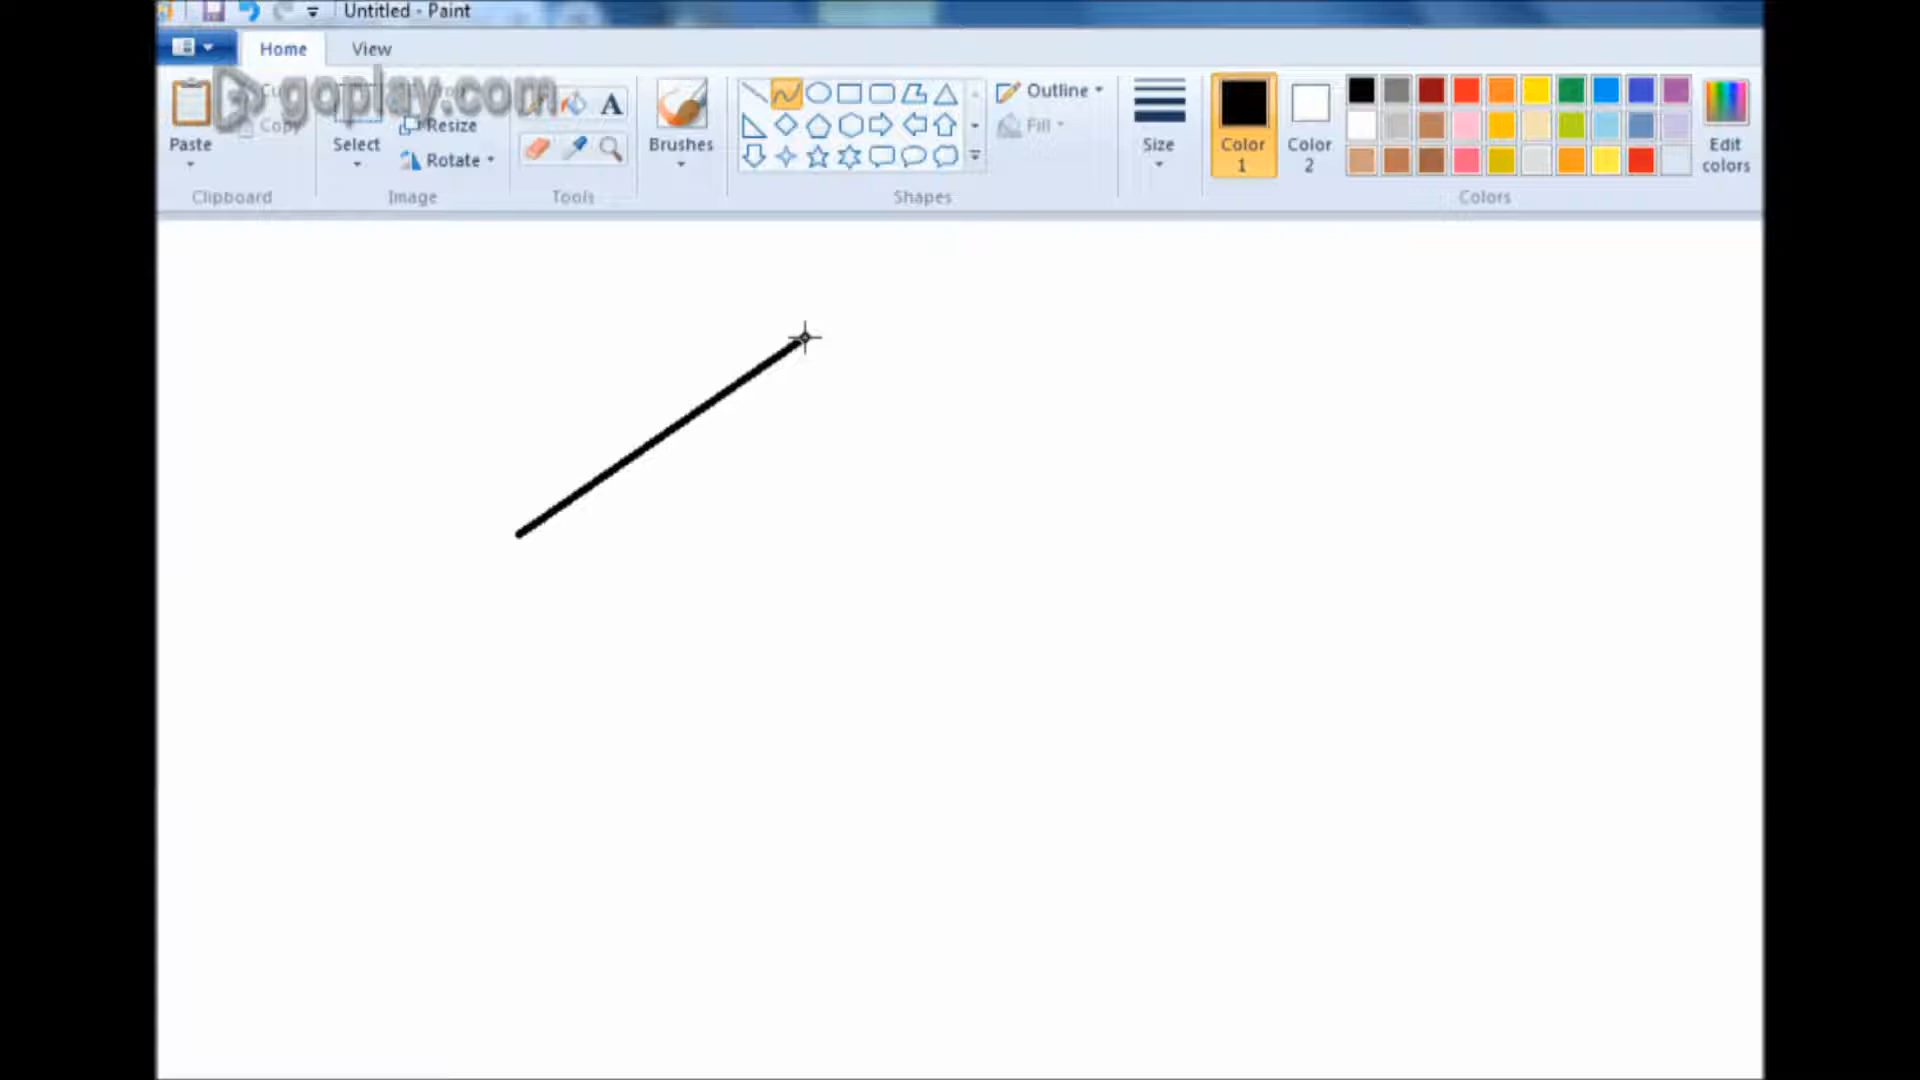 Untitled - Paint
Home View
goplay.com
Copy
Paste
Select
Resize
Rotate
A
Brushes
Outline
Fill
Size
Color 1
Color 2
Edit colors
Clipboard Image Tools Shapes Colors